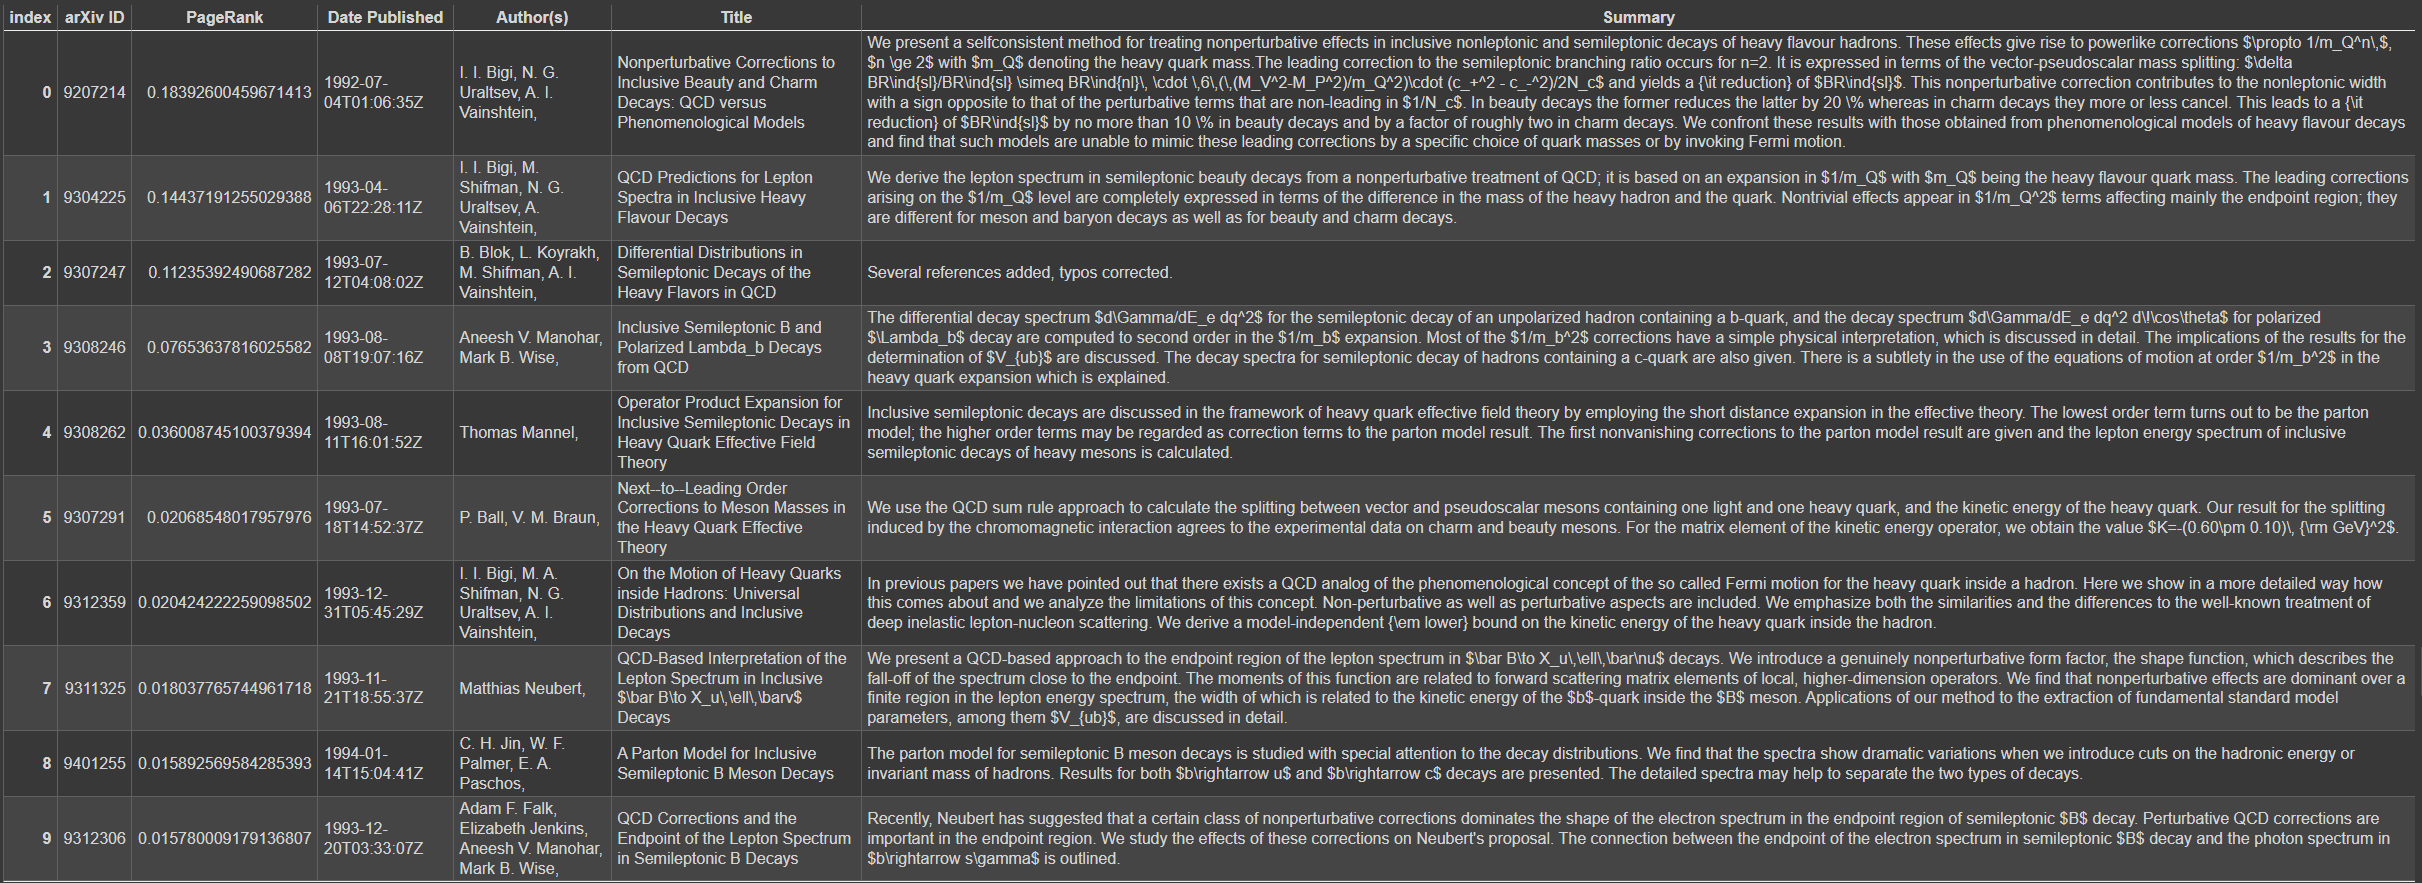 index arXiv ID PageRank Date Published Author(s) Title Summary
0 9207214 0.18392600459671413
1992-07-
04T01:06:35Z
I. I. Bigi, N. G.
Uraltsev, A. I.
Vainshtein,
Nonperturbative Corrections to
Inclusive Beauty and Charm
Decays: QCD versus
Phenomenological Models
We present a selfconsistent method for treating nonperturbative effects in inclusive nonleptonic and semileptonic decays of heavy flavour hadrons. These effects give rise to powerlike corrections $\propto 1/m_Q^n\,$,
$n \ge 2$ with $m_Q$ denoting the heavy quark mass.The leading correction to the semileptonic branching ratio occurs for n=2. It is expressed in terms of the vector-pseudoscalar mass splitting: $\delta
BR\ind{sl}/BR\ind{sl} \simeq BR\ind{nl}\, \cdot \,6\,(\,(M_V^2-M_P^2)/m_Q^2)\cdot (c_+^2 - c_-^2)/2N_c$ and yields a {\it reduction} of $BR\ind{sl}$. This nonperturbative correction contributes to the nonleptonic width
with a sign opposite to that of the perturbative terms that are non-leading in $1/N_c$. In beauty decays the former reduces the latter by 20 \% whereas in charm decays they more or less cancel. This leads to a {\it
reduction} of $BR\ind{sl}$ by no more than 10 \% in beauty decays and by a factor of roughly two in charm decays. We confront these results with those obtained from phenomenological models of heavy flavour decays
and find that such models are unable to mimic these leading corrections by a specific choice of quark masses or by invoking Fermi motion.
1 9304225 0.14437191255029388
1993-04-
06T22:28:11Z
I. I. Bigi, M.
Shifman, N. G.
Uraltsev, A.
Vainshtein,
QCD Predictions for Lepton
Spectra in Inclusive Heavy
Flavour Decays
We derive the lepton spectrum in semileptonic beauty decays from a nonperturbative treatment of QCD; it is based on an expansion in $1/m_Q$ with $m_Q$ being the heavy flavour quark mass. The leading corrections
arising on the $1/m_Q$ level are completely expressed in terms of the difference in the mass of the heavy hadron and the quark. Nontrivial effects appear in $1/m_Q^2$ terms affecting mainly the endpoint region; they
are different for meson and baryon decays as well as for beauty and charm decays.
2 9307247 0.11235392490687282
1993-07-
12T04:08:02Z
B. Blok, L. Koyrakh,
M. Shifman, A. I.
Vainshtein,
Differential Distributions in
Semileptonic Decays of the
Heavy Flavors in QCD
Several references added, typos corrected.
3 9308246 0.07653637816025582
1993-08-
08T19:07:16Z
Aneesh V. Manohar,
Mark B. Wise,
Inclusive Semileptonic B and
Polarized Lambda_b Decays
from QCD
The differential decay spectrum $d\Gamma/dE_e dq^2$ for the semileptonic decay of an unpolarized hadron containing a b-quark, and the decay spectrum $d\Gamma/dE_e dq^2 d\!\cos\theta$ for polarized
$\Lambda_b$ decay are computed to second order in the $1/m_b$ expansion. Most of the $1/m_b^2$ corrections have a simple physical interpretation, which is discussed in detail. The implications of the results for the
determination of $V_{ub}$ are discussed. The decay spectra for semileptonic decay of hadrons containing a c-quark are also given. There is a subtlety in the use of the equations of motion at order $1/m_b^2$ in the
heavy quark expansion which is explained.
4 9308262 0.036008745100379394
1993-08-
11T16:01:52Z
Thomas Mannel,
Operator Product Expansion for
Inclusive Semileptonic Decays in
Heavy Quark Effective Field
Theory
Inclusive semileptonic decays are discussed in the framework of heavy quark effective field theory by employing the short distance expansion in the effective theory. The lowest order term turns out to be the parton
model; the higher order terms may be regarded as correction terms to the parton model result. The first nonvanishing corrections to the parton model result are given and the lepton energy spectrum of inclusive
semileptonic decays of heavy mesons is calculated.
5 9307291 0.02068548017957976
1993-07-
18T14:52:37Z
P. Ball, V. M. Braun,
Next--to--Leading Order
Corrections to Meson Masses in
the Heavy Quark Effective
Theory
We use the QCD sum rule approach to calculate the splitting between vector and pseudoscalar mesons containing one light and one heavy quark, and the kinetic energy of the heavy quark. Our result for the splitting
induced by the chromomagnetic interaction agrees to the experimental data on charm and beauty mesons. For the matrix element of the kinetic energy operator, we obtain the value $K=-(0.60\pm 0.10)\, {\rm GeV}^2$.
6 9312359 0.020424222259098502
1993-12-
31T05:45:29Z
I. I. Bigi, M. A.
Shifman, N. G.
Uraltsev, A. I.
Vainshtein,
On the Motion of Heavy Quarks
inside Hadrons: Universal
Distributions and Inclusive
Decays
In previous papers we have pointed out that there exists a QCD analog of the phenomenological concept of the so called Fermi motion for the heavy quark inside a hadron. Here we show in a more detailed way how
this comes about and we analyze the limitations of this concept. Non-perturbative as well as perturbative aspects are included. We emphasize both the similarities and the differences to the well-known treatment of
deep inelastic lepton-nucleon scattering. We derive a model-independent {\em lower} bound on the kinetic energy of the heavy quark inside the hadron.
7 9311325 0.018037765744961718
1993-11-
21T18:55:37Z
Matthias Neubert,
QCD-Based Interpretation of the
Lepton Spectrum in Inclusive
$\bar B\to X_u\,\ell\,\barν$
Decays
We present a QCD-based approach to the endpoint region of the lepton spectrum in $\bar B\to X_u\,\ell\,\bar\nu$ decays. We introduce a genuinely nonperturbative form factor, the shape function, which describes the
fall-off of the spectrum close to the endpoint. The moments of this function are related to forward scattering matrix elements of local, higher-dimension operators. We find that nonperturbative effects are dominant over a
finite region in the lepton energy spectrum, the width of which is related to the kinetic energy of the $b$-quark inside the $B$ meson. Applications of our method to the extraction of fundamental standard model
parameters, among them $V_{ub}$, are discussed in detail.
8 9401255 0.015892569584285393
1994-01-
14T15:04:41Z
C. H. Jin, W. F.
Palmer, E. A.
Paschos,
A Parton Model for Inclusive
Semileptonic B Meson Decays
The parton model for semileptonic B meson decays is studied with special attention to the decay distributions. We find that the spectra show dramatic variations when we introduce cuts on the hadronic energy or
invariant mass of hadrons. Results for both $b\rightarrow u$ and $b\rightarrow c$ decays are presented. The detailed spectra may help to separate the two types of decays.
9 9312306 0.015780009179136807
1993-12-
20T03:33:07Z
Adam F. Falk,
Elizabeth Jenkins,
Aneesh V. Manohar,
Mark B. Wise,
QCD Corrections and the
Endpoint of the Lepton Spectrum
in Semileptonic B Decays
Recently, Neubert has suggested that a certain class of nonperturbative corrections dominates the shape of the electron spectrum in the endpoint region of semileptonic $B$ decay. Perturbative QCD corrections are
important in the endpoint region. We study the effects of these corrections on Neubert's proposal. The connection between the endpoint of the electron spectrum in semileptonic $B$ decay and the photon spectrum in
$b\rightarrow s\gamma$ is outlined.